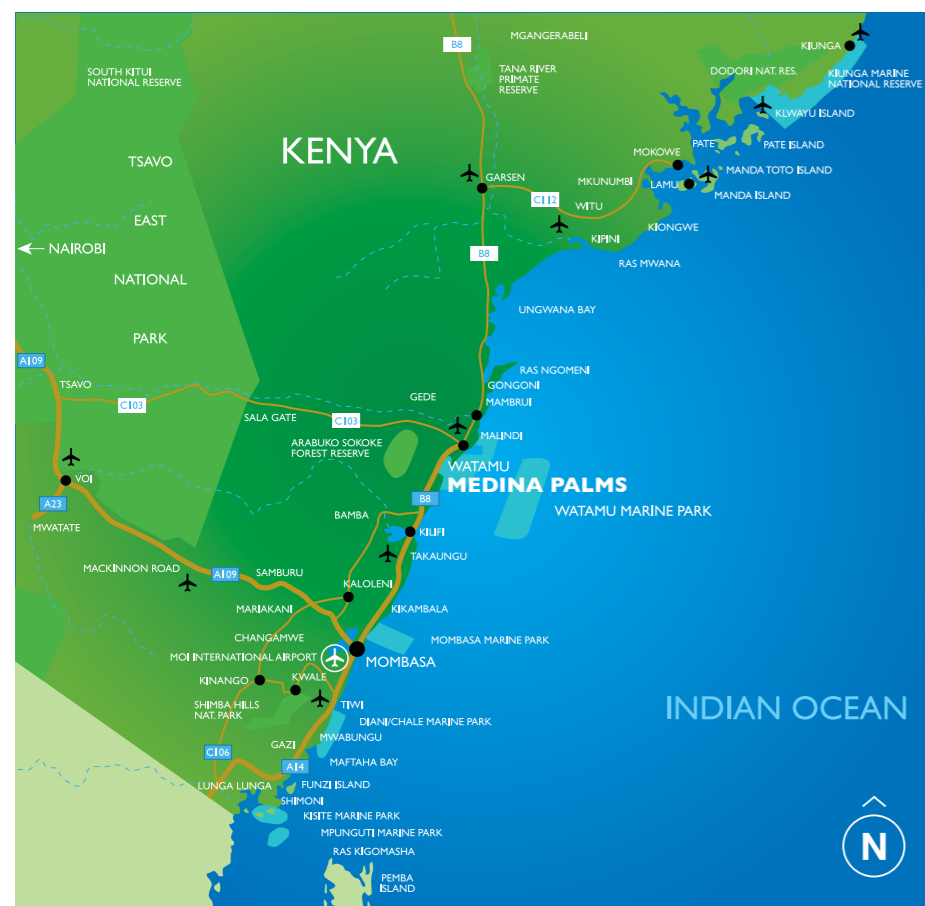 MGANGERABELI
KIUNGA
B8
SOUTH KITUI
NATIONAL RESERVE
TANA RIVER
PRIMATE
RESERVE
DODORI NAT. RES.
KIUNGA MARINE
NATIONAL RESERVE
KLWAYU ISLAND
KENYA
PATE
PATE ISLAND
MOKOWE
TSAVO
GARSEN
MKUNUMBI
LAMU
MANDA TOTO ISLAND
MANDA ISLAND
C112
WITU
EAST
KIONGWE
KIPINI
NAIROBI
B8
RAS MWANA
NATIONAL
UNGWANA BAY
PARK
A109
RAS NGOMENI
TSAVO
GONGONI
GEDE
MAMBRUI
C103
SALA GATE
C103
MALINDI
ARABUKO SOKOKE
FOREST RESERVE
WATAMU
MEDINA PALMS
VOI
B8
A23
WATAMU MARINE PARK
BAMBA
MWATATE
KILIFI
TAKAUNGU
MACKINNON ROAD
A109
SAMBURU
KALOLENI
MARIAKANI
KIKAMBALA
CHANGAMWE
MOMBASA MARINE PARK
MOI INTERNATIONAL AIRPORT
MOMBASA
KINANGO
KWALE
SHIMBA HILLS
NAT. PARK
TIWI
INDIAN OCEAN
DIANI/CHALE MARINE PARK
MWABUNGU
GAZI
C106
MAFTAHA BAY
A14
LUNGA LUNGA
FUNZI ISLAND
SHIMONI
KISITE MARINE PARK
MPUNGUTI MARINE PARK
N
RAS KIGOMASHA
PEMBA
ISLAND